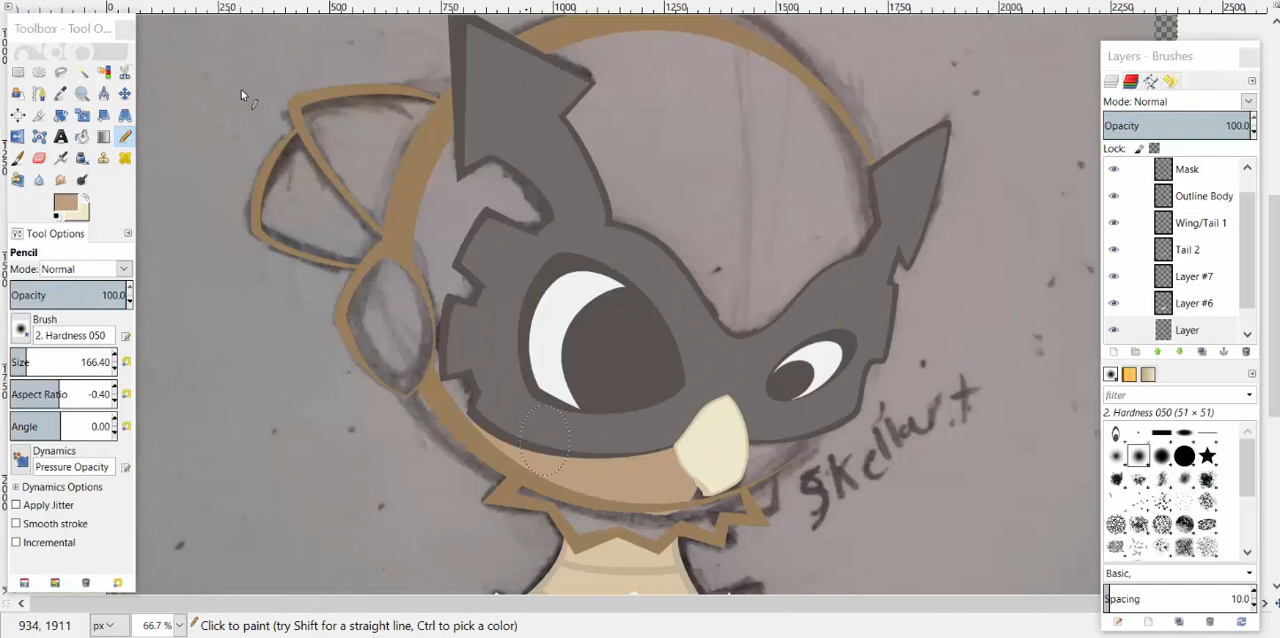 0 250 500 750 1000 1250 1500 1750 2000 2250 2500
Toolbox - Tool O...
Tool Options
Pencil
Mode: Normal
Opacity 100.0
Brush
2. Hardness 050
Size 166.40
Aspect Ratio -0.40
Angle 0.00
Dynamics
Pressure Opacity
Dynamics Options
Apply Jitter
Smooth stroke
Incremental
Skellar.t
Layers - Brushes
Mode: Normal
Opacity 100.0
Lock:
Mask
Outline Body
Wing/Tail 1
Tail 2
Layer #7
Layer #6
Layer
filter
2. Hardness 050 (51 × 51)
Basic,
Spacing 10.0
934, 1911 px 66.7 % Click to paint (try Shift for a straight line, Ctrl to pick a color)